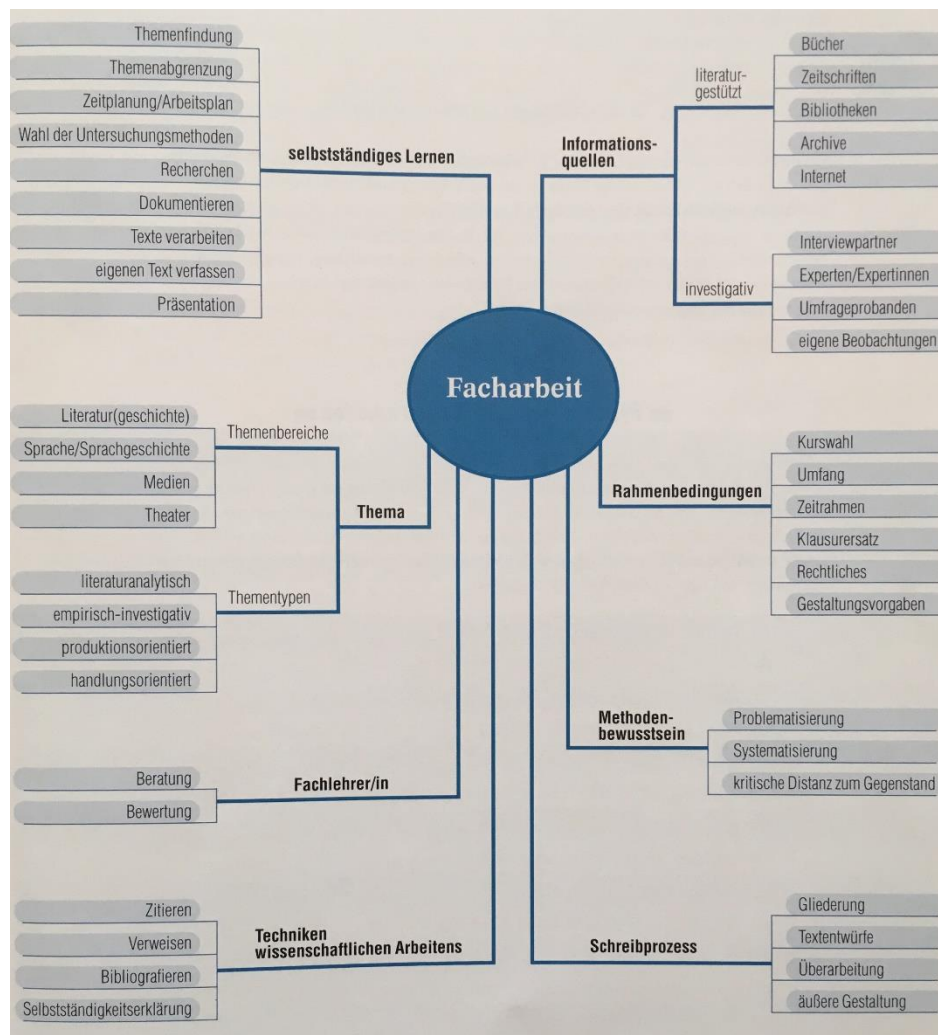 Themenfindung
Themenabgrenzung
Zeitplanung/Arbeitsplan
Wahl der Untersuchungsmethoden
Recherchen
Dokumentieren
Texte verarbeiten
eigenen Text verfassen
Präsentation
selbstständiges Lernen
Informations-
quellen
literatur-
gestützt
Bücher
Zeitschriften
Bibliotheken
Archive
Internet
investigativ
Interviewpartner
Experten/Expertinnen
Umfrageprobanden
eigene Beobachtungen
Facharbeit
Literatur(geschichte)
Sprache/Sprachgeschichte
Medien
Theater
Themenbereiche
Thema
literaturanalytisch
empirisch-investigativ
produktionsorientiert
handlungsorientiert
Thementypen
Rahmenbedingungen
Kurswahl
Umfang
Zeitrahmen
Klausurersatz
Rechtliches
Gestaltungsvorgaben
Methoden-
bewusstsein
Problematisierung
Systematisierung
kritische Distanz zum Gegenstand
Beratung
Bewertung
Fachlehrer/in
Zitieren
Verweisen
Bibliografieren
Selbstständigkeitserklärung
Techniken
wissenschaftlichen Arbeitens
Schreibprozess
Gliederung
Textentwürfe
Überarbeitung
äußere Gestaltung